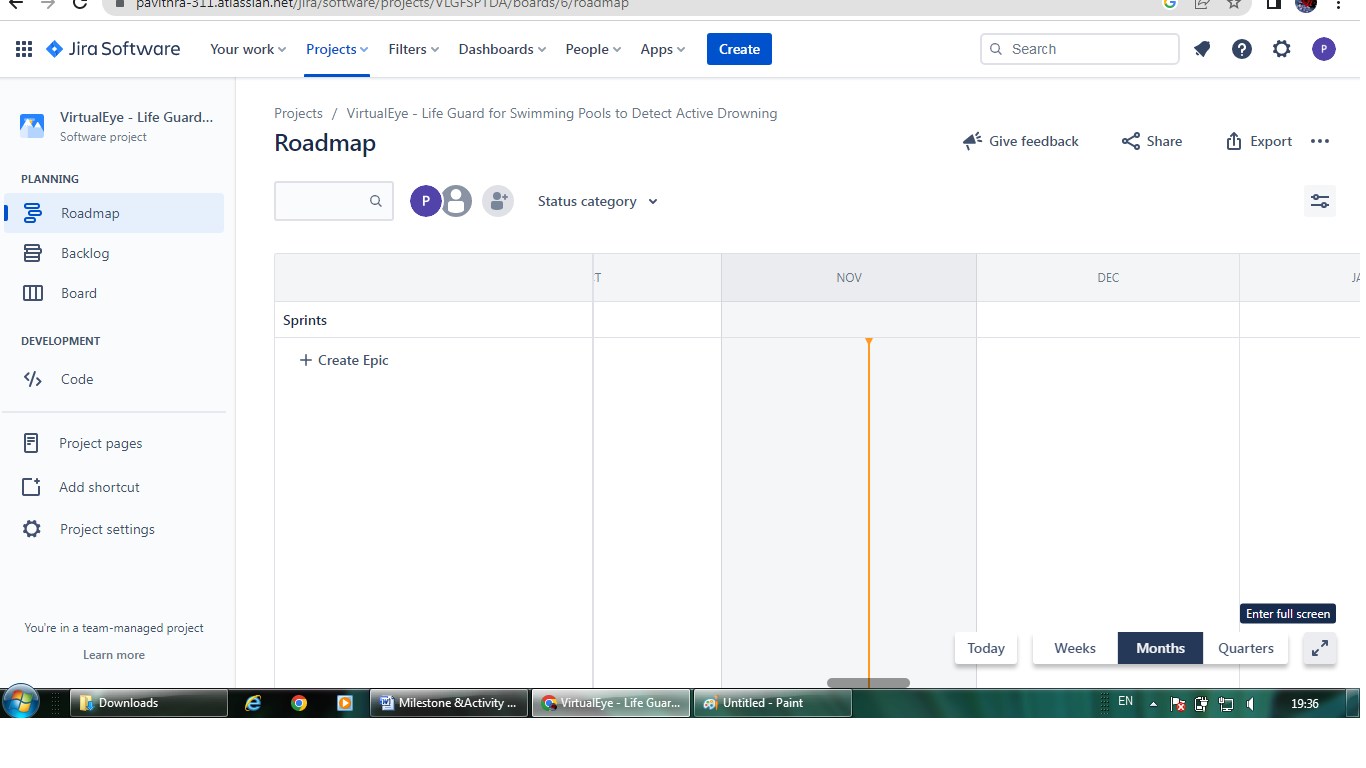 pavithra-311.atlassian.net/jira/software/projects/VLGFSPTDA/boards/6/roadmap
Jira Software Your work Projects Filters Dashboards People Apps Create Search P
VirtualEye - Life Guard...
Software project
PLANNING
Roadmap
Backlog
Board
DEVELOPMENT
Code
Project pages
Add shortcut
Project settings
You're in a team-managed project
Learn more
Projects / VirtualEye - Life Guard for Swimming Pools to Detect Active Drowning
Roadmap
Give feedback Share Export
P Status category
T NOV DEC JA
Sprints
+ Create Epic
Enter full screen
Today Weeks Months Quarters
Downloads Milestone &Activity ... VirtualEye - Life Guar... Untitled - Paint EN 19:36